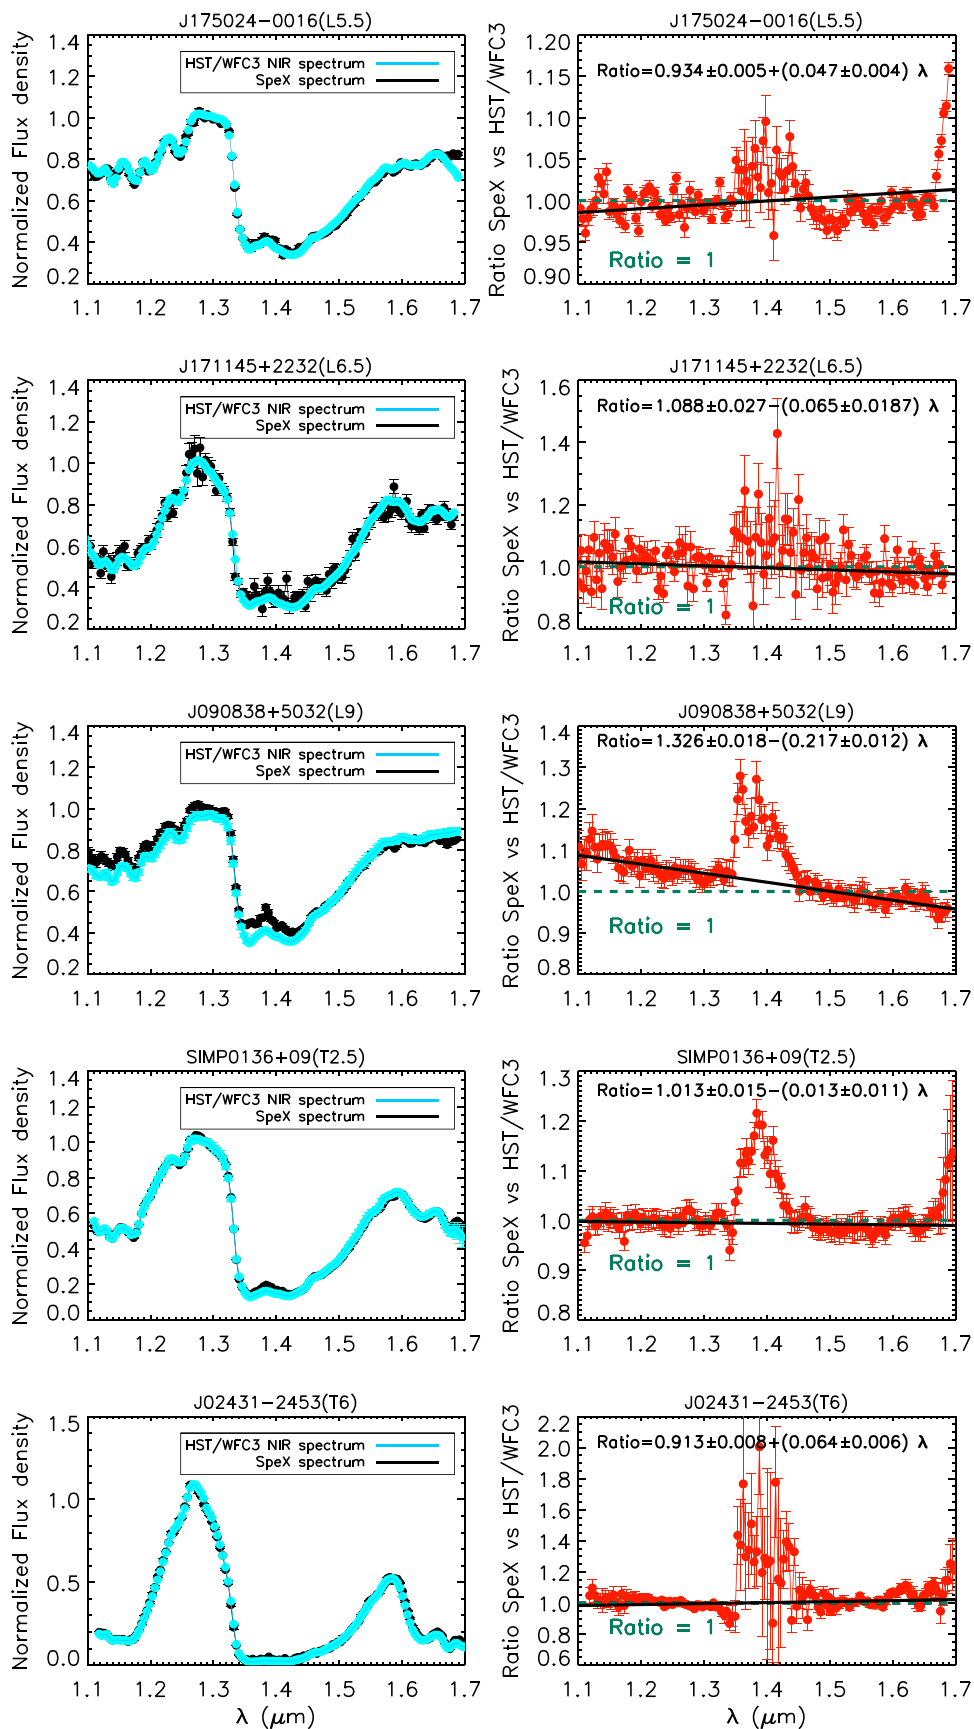 J175024-0016(L5.5)
Normalized Flux density
1.4
1.2
1.0
0.8
0.6
0.4
0.2
HST/WFC3 NIR spectrum
SpeX spectrum
1.1 1.2 1.3 1.4 1.5 1.6 1.7
J175024-0016(L5.5)
Ratio SpeX vs HST/WFC3
1.20
1.15
1.10
1.05
1.00
0.95
0.90
Ratio=0.934±0.005+(0.047±0.004) λ
Ratio = 1
1.1 1.2 1.3 1.4 1.5 1.6 1.7
J171145+2232(L6.5)
Normalized Flux density
1.4
1.2
1.0
0.8
0.6
0.4
0.2
HST/WFC3 NIR spectrum
SpeX spectrum
1.1 1.2 1.3 1.4 1.5 1.6 1.7
J171145+2232(L6.5)
Ratio SpeX vs HST/WFC3
1.6
1.4
1.2
1.0
0.8
Ratio=1.088±0.027-(0.065±0.0187) λ
Ratio = 1
1.1 1.2 1.3 1.4 1.5 1.6 1.7
J090838+5032(L9)
Normalized Flux density
1.4
1.2
1.0
0.8
0.6
0.4
0.2
HST/WFC3 NIR spectrum
SpeX spectrum
1.1 1.2 1.3 1.4 1.5 1.6 1.7
J090838+5032(L9)
Ratio SpeX vs HST/WFC3
1.4
1.3
1.2
1.1
1.0
0.9
0.8
Ratio=1.326±0.018-(0.217±0.012) λ
Ratio = 1
1.1 1.2 1.3 1.4 1.5 1.6 1.7
SIMP0136+09(T2.5)
Normalized Flux density
1.4
1.2
1.0
0.8
0.6
0.4
0.2
0.0
HST/WFC3 NIR spectrum
SpeX spectrum
1.1 1.2 1.3 1.4 1.5 1.6 1.7
SIMP0136+09(T2.5)
Ratio SpeX vs HST/WFC3
1.3
1.2
1.1
1.0
0.9
0.8
Ratio=1.013±0.015-(0.013±0.011) λ
Ratio = 1
1.1 1.2 1.3 1.4 1.5 1.6 1.7
J02431-2453(T6)
Normalized Flux density
1.5
1.0
0.5
0.0
HST/WFC3 NIR spectrum
SpeX spectrum
1.1 1.2 1.3 1.4 1.5 1.6 1.7
λ (μm)
J02431-2453(T6)
Ratio SpeX vs HST/WFC3
2.2
2.0
1.8
1.6
1.4
1.2
1.0
0.8
0.6
Ratio=0.913±0.008+(0.064±0.006) λ
Ratio = 1
1.1 1.2 1.3 1.4 1.5 1.6 1.7
λ (μm)